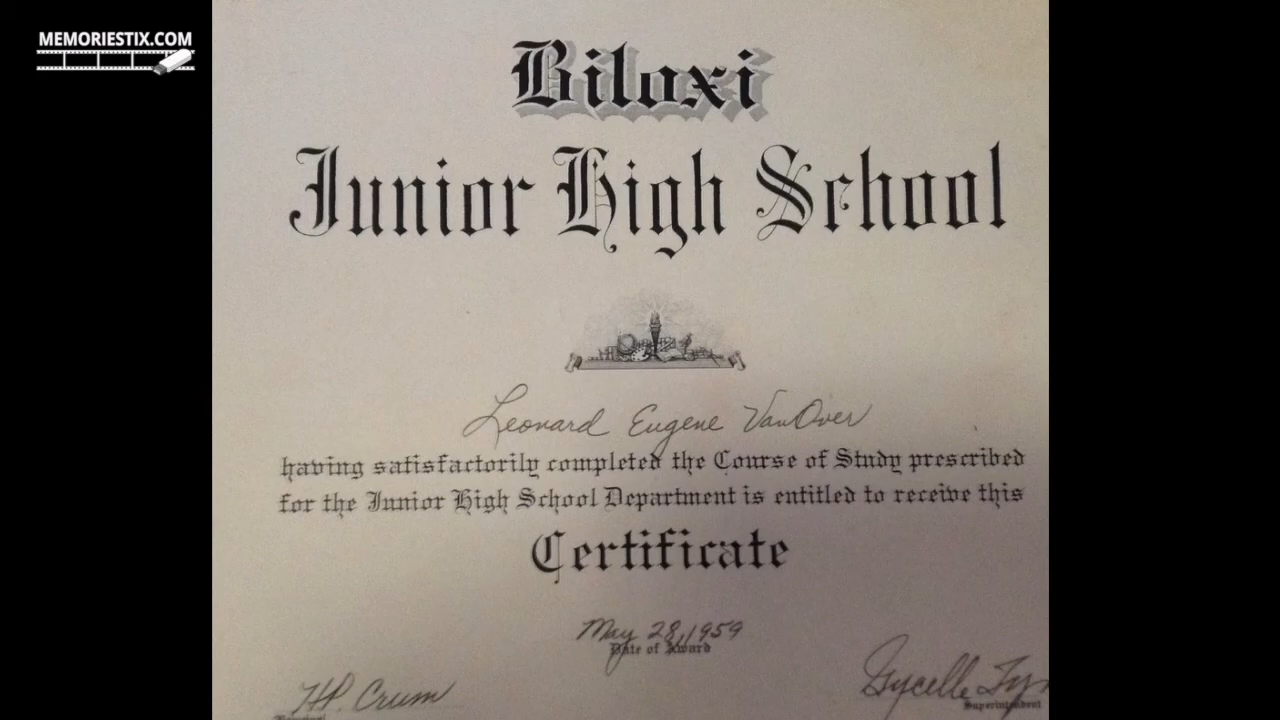 MEMORIESTIX.COM
Biloxi
Junior High School
Leonard Eugene VanOver
having satisfactorily completed the Course of Study prescribed
for the Junior High School Department is entitled to receive this
Certificate
May 28, 1959
Date of Award
H.P. Crum
Gycelle
Superintendent